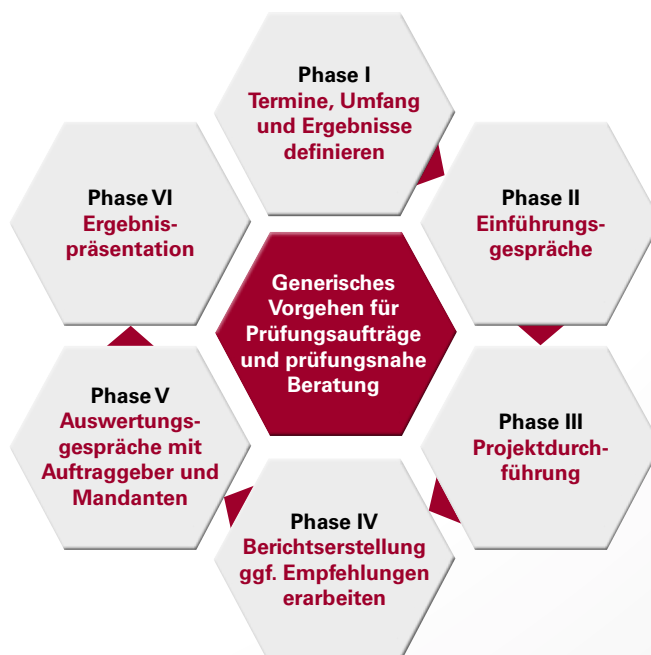 Phase I
Termine, Umfang
und Ergebnisse
definieren
Phase II
Einführungs-
gespräche
Phase III
Projektdurch-
führung
Phase IV
Berichtserstellung
ggf. Empfehlungen
erarbeiten
Phase V
Auswertungs-
gespräche mit
Auftraggeber und
Mandanten
Phase VI
Ergebnis-
präsentation
Generisches
Vorgehen für
Prüfungsaufträge
und prüfungsnahe
Beratung